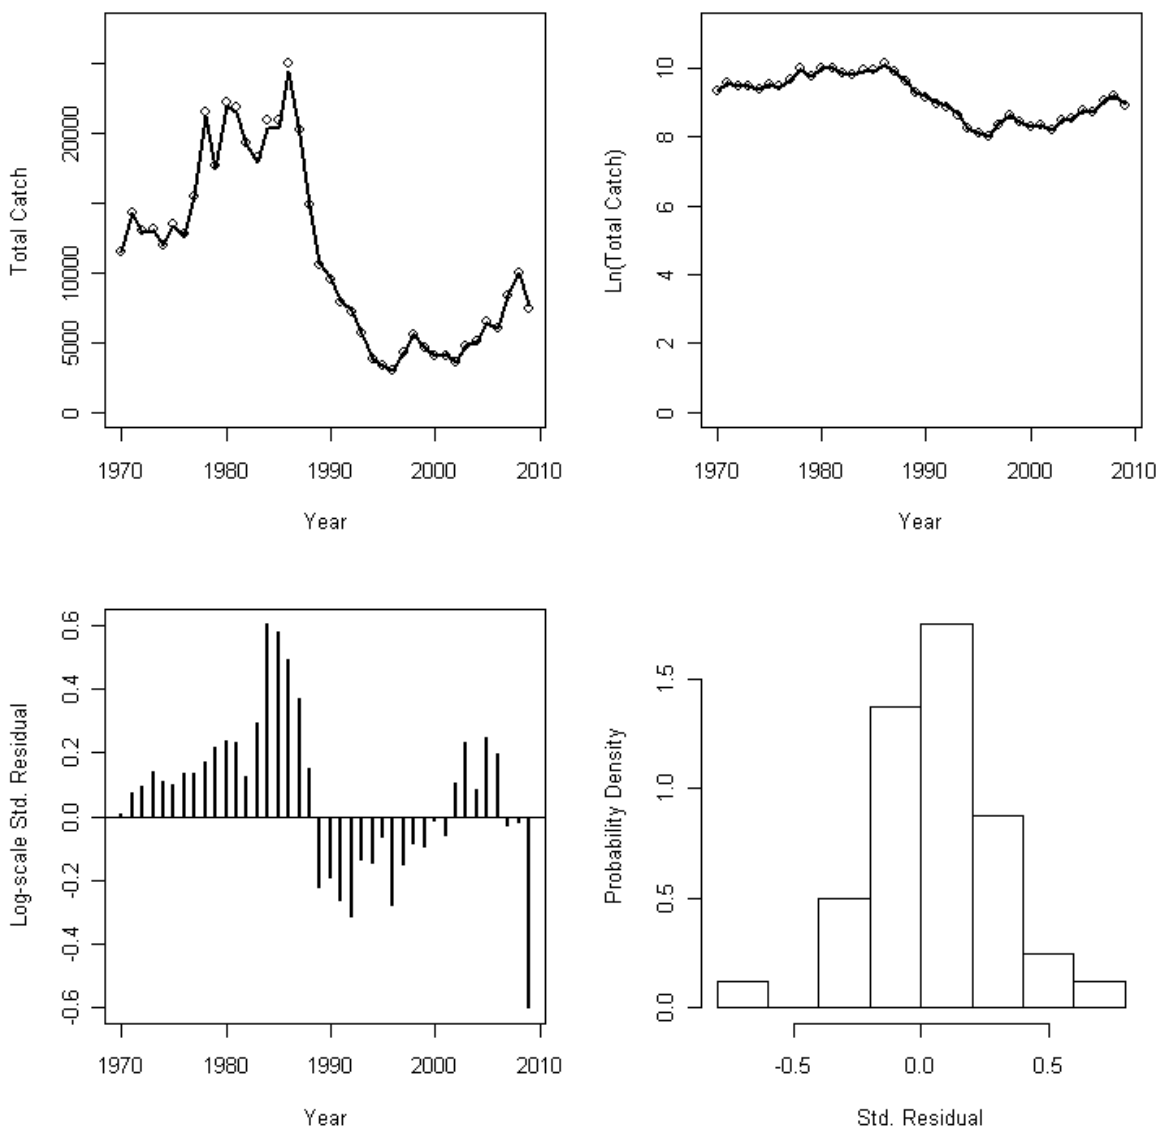 Total Catch
0
5000
10000
20000
1970 1980 1990 2000 2010
Year
Ln(Total Catch)
0
2
4
6
8
10
1970 1980 1990 2000 2010
Year
Log-scale Std. Residual
-0.6
-0.4
-0.2
0.0
0.2
0.4
0.6
1970 1980 1990 2000 2010
Year
Probability Density
0.0
0.5
1.0
1.5
-0.5 0.0 0.5
Std. Residual